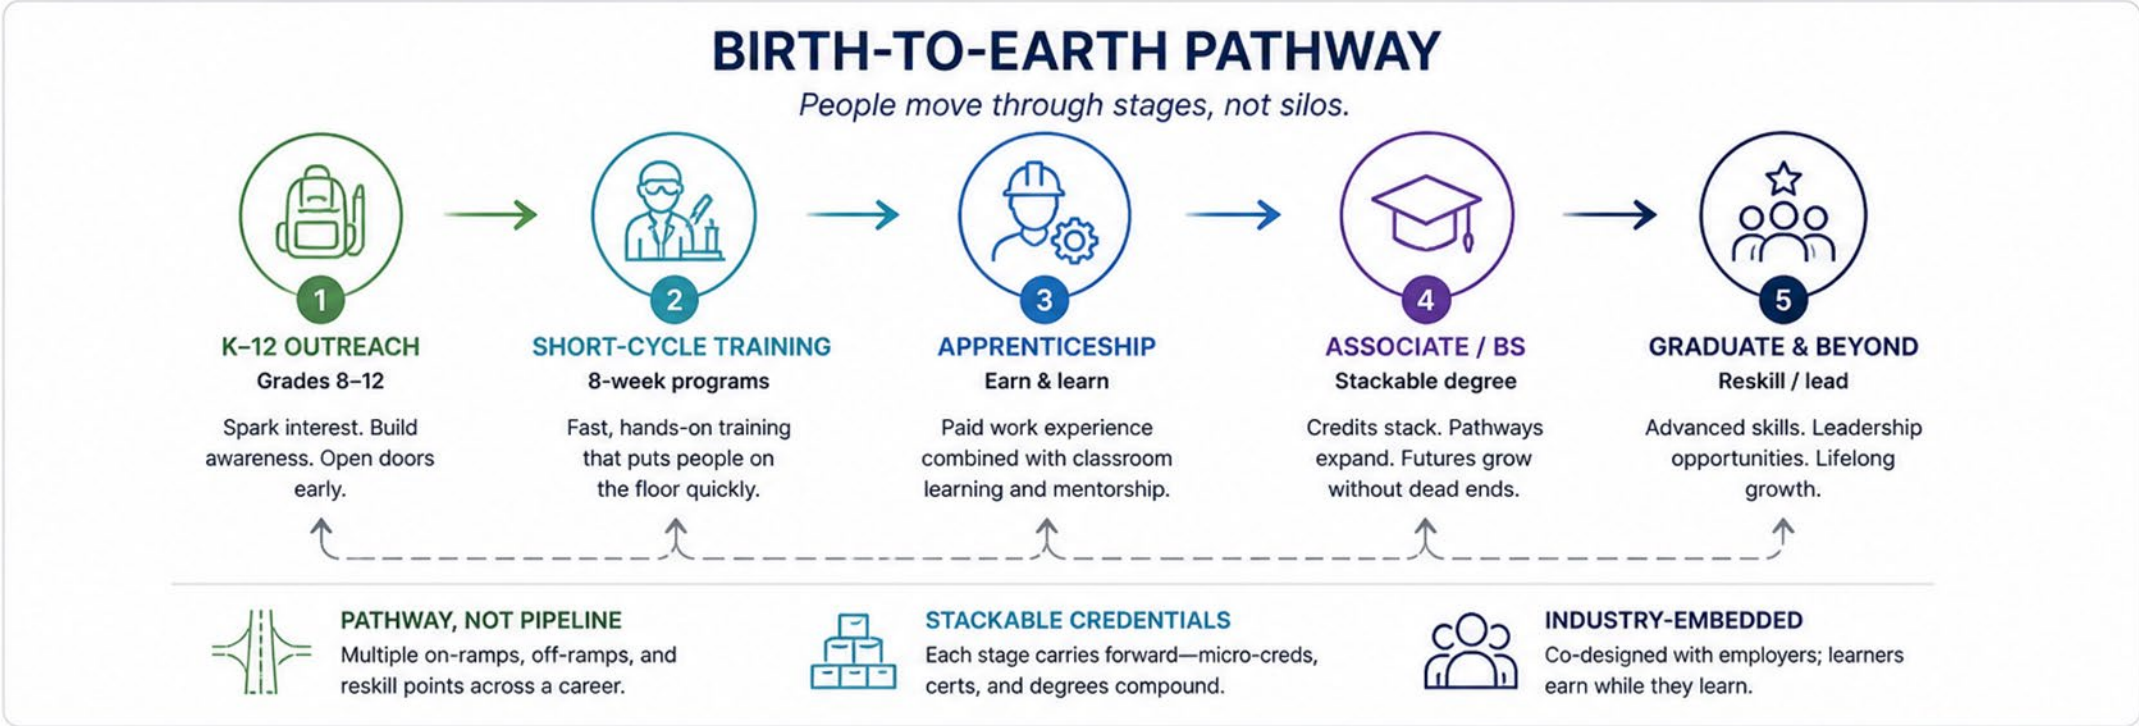 BIRTH-TO-EARTH PATHWAY
People move through stages, not silos.
1
K–12 OUTREACH
Grades 8–12
Spark interest. Build
awareness. Open doors
early.
2
SHORT-CYCLE TRAINING
8-week programs
Fast, hands-on training
that puts people on
the floor quickly.
3
APPRENTICESHIP
Earn & learn
Paid work experience
combined with classroom
learning and mentorship.
4
ASSOCIATE / BS
Stackable degree
Credits stack. Pathways
expand. Futures grow
without dead ends.
5
GRADUATE & BEYOND
Reskill / lead
Advanced skills. Leadership
opportunities. Lifelong
growth.
PATHWAY, NOT PIPELINE
Multiple on-ramps, off-ramps, and
reskill points across a career.
STACKABLE CREDENTIALS
Each stage carries forward—micro-creds,
certs, and degrees compound.
INDUSTRY-EMBEDDED
Co-designed with employers; learners
earn while they learn.